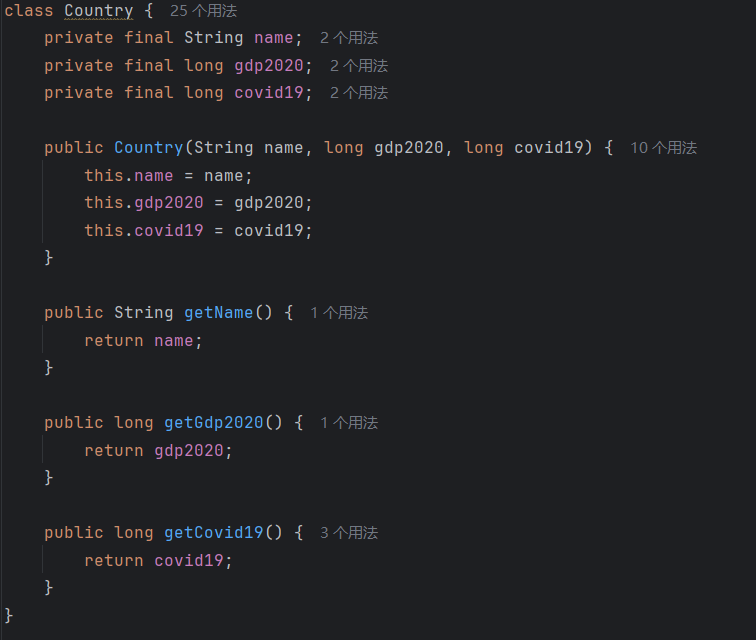 class Country {  25 个用法
    private final String name;  2 个用法
    private final long gdp2020;  2 个用法
    private final long covid19;  2 个用法
    public Country(String name, long gdp2020, long covid19) {  10 个用法
        this.name = name;
        this.gdp2020 = gdp2020;
        this.covid19 = covid19;
    }
    public String getName() {  1 个用法
        return name;
    }
    public long getGdp2020() {  1 个用法
        return gdp2020;
    }
    public long getCovid19() {  3 个用法
        return covid19;
    }
}